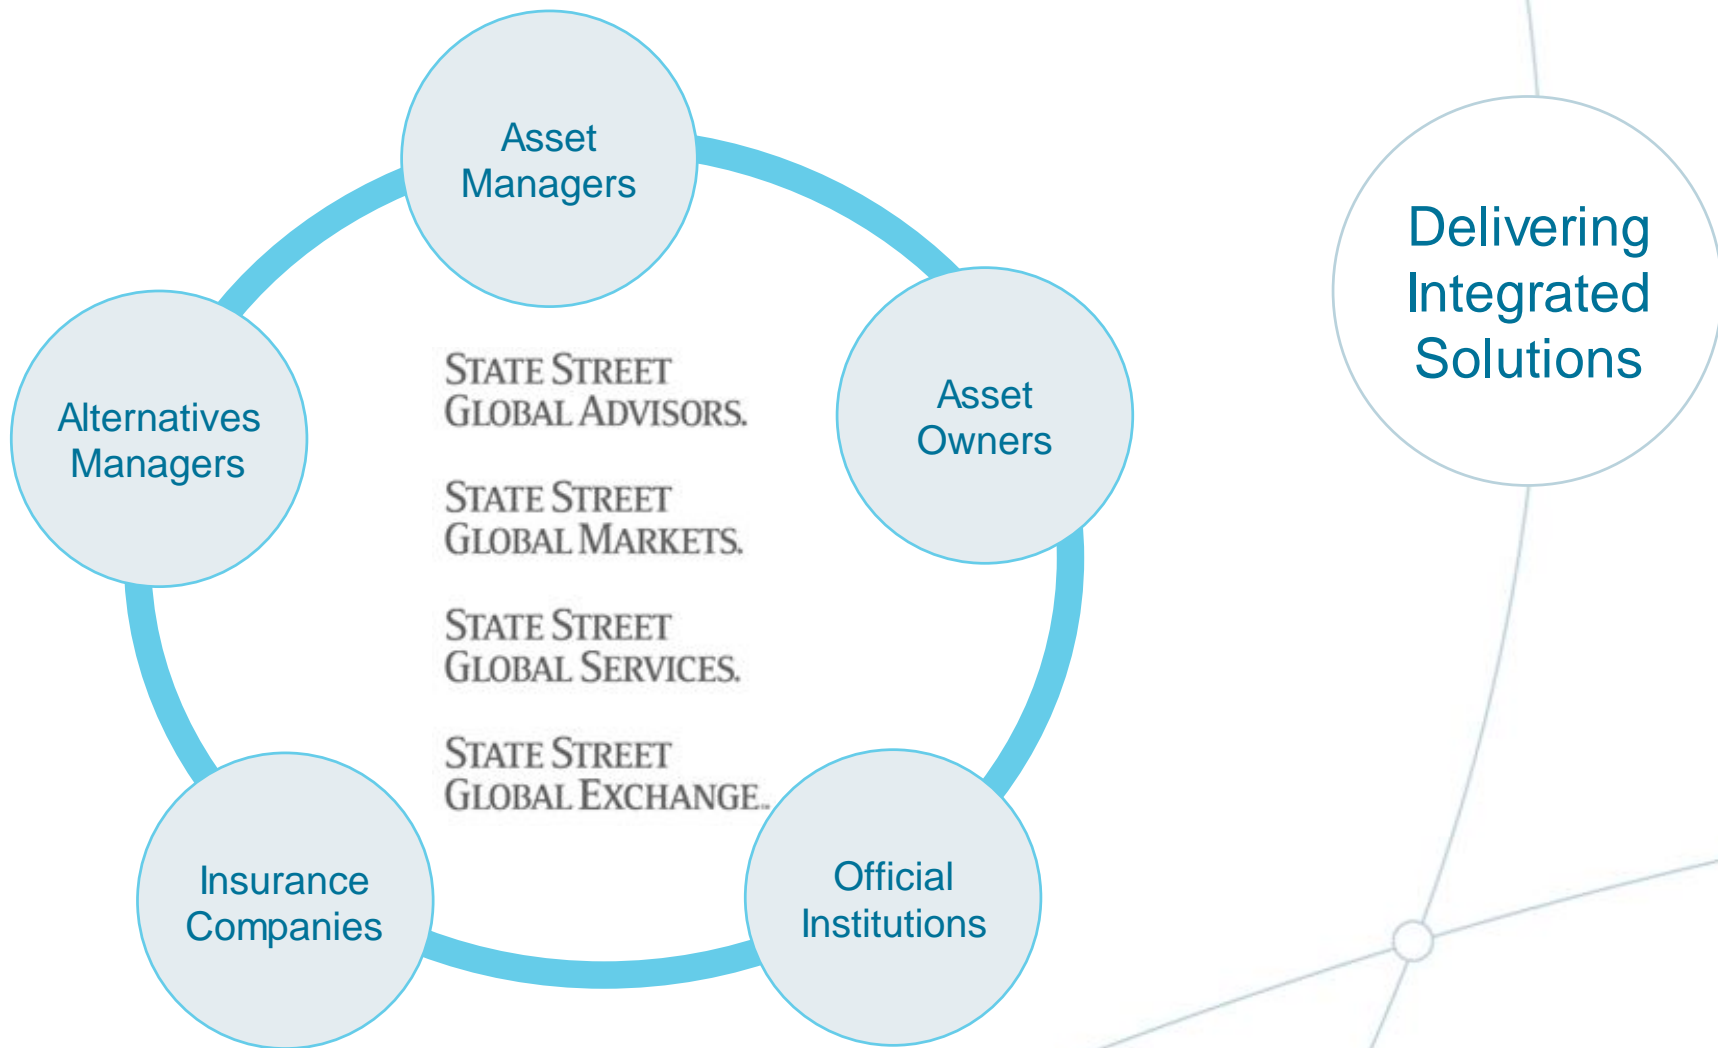 Asset
Managers
Asset
Owners
Official
Institutions
Insurance
Companies
Alternatives
Managers
STATE STREET
GLOBAL ADVISORS.
STATE STREET
GLOBAL MARKETS.
STATE STREET
GLOBAL SERVICES.
STATE STREET
GLOBAL EXCHANGE™
Delivering
Integrated
Solutions